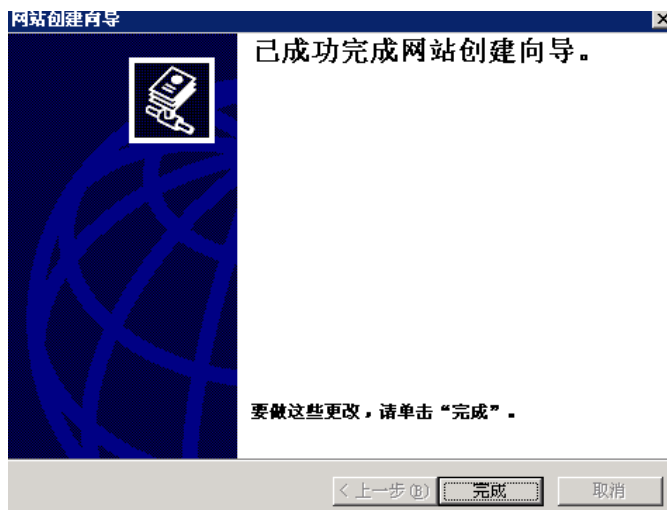 网站创建向导
已成功完成网站创建向导。
要做这些更改，请单击“完成”。
< 上一步(B)
完成
取消